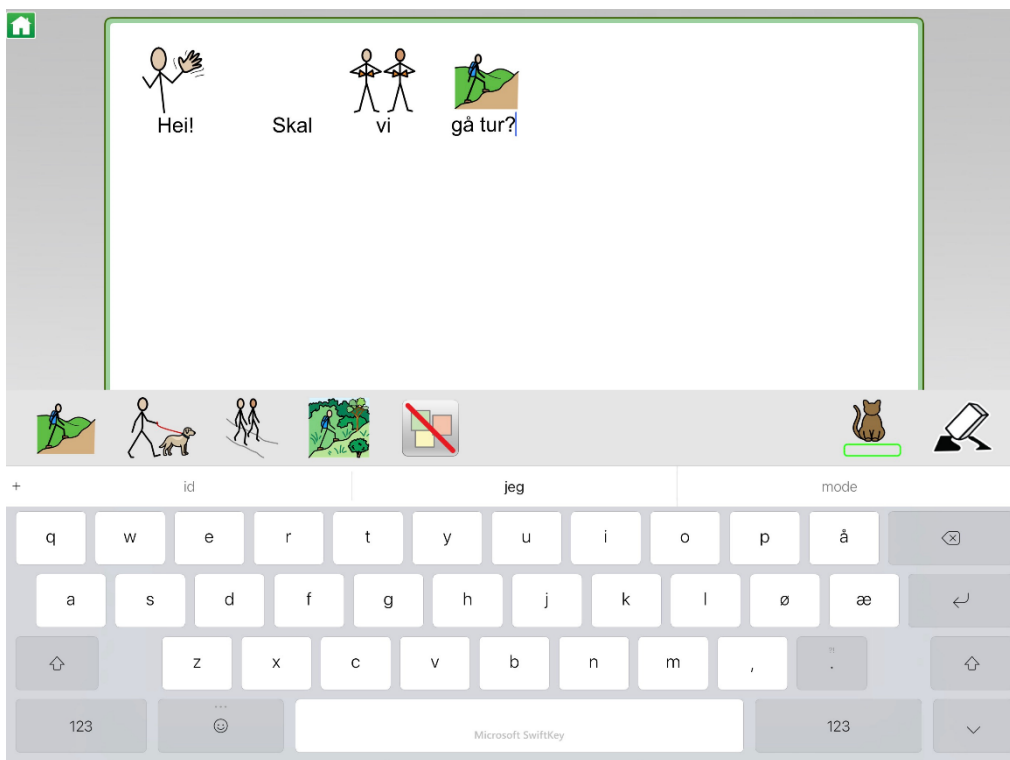 Hei! Skal vi gå tur?
+ id jeg mode
q w e r t y u i o p å
a s d f g h j k l ø æ
z x c v b n m , .
123 Microsoft SwiftKey 123